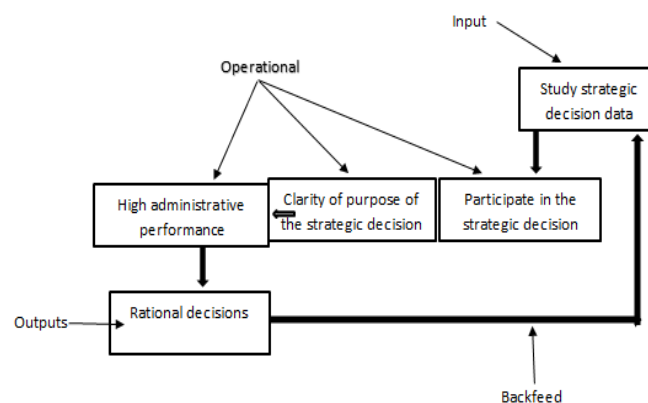 Input
Operational
Study strategic
decision data
High administrative
performance
Clarity of purpose of
the strategic decision
Participate in the
strategic decision
Rational decisions
Outputs
Backfeed